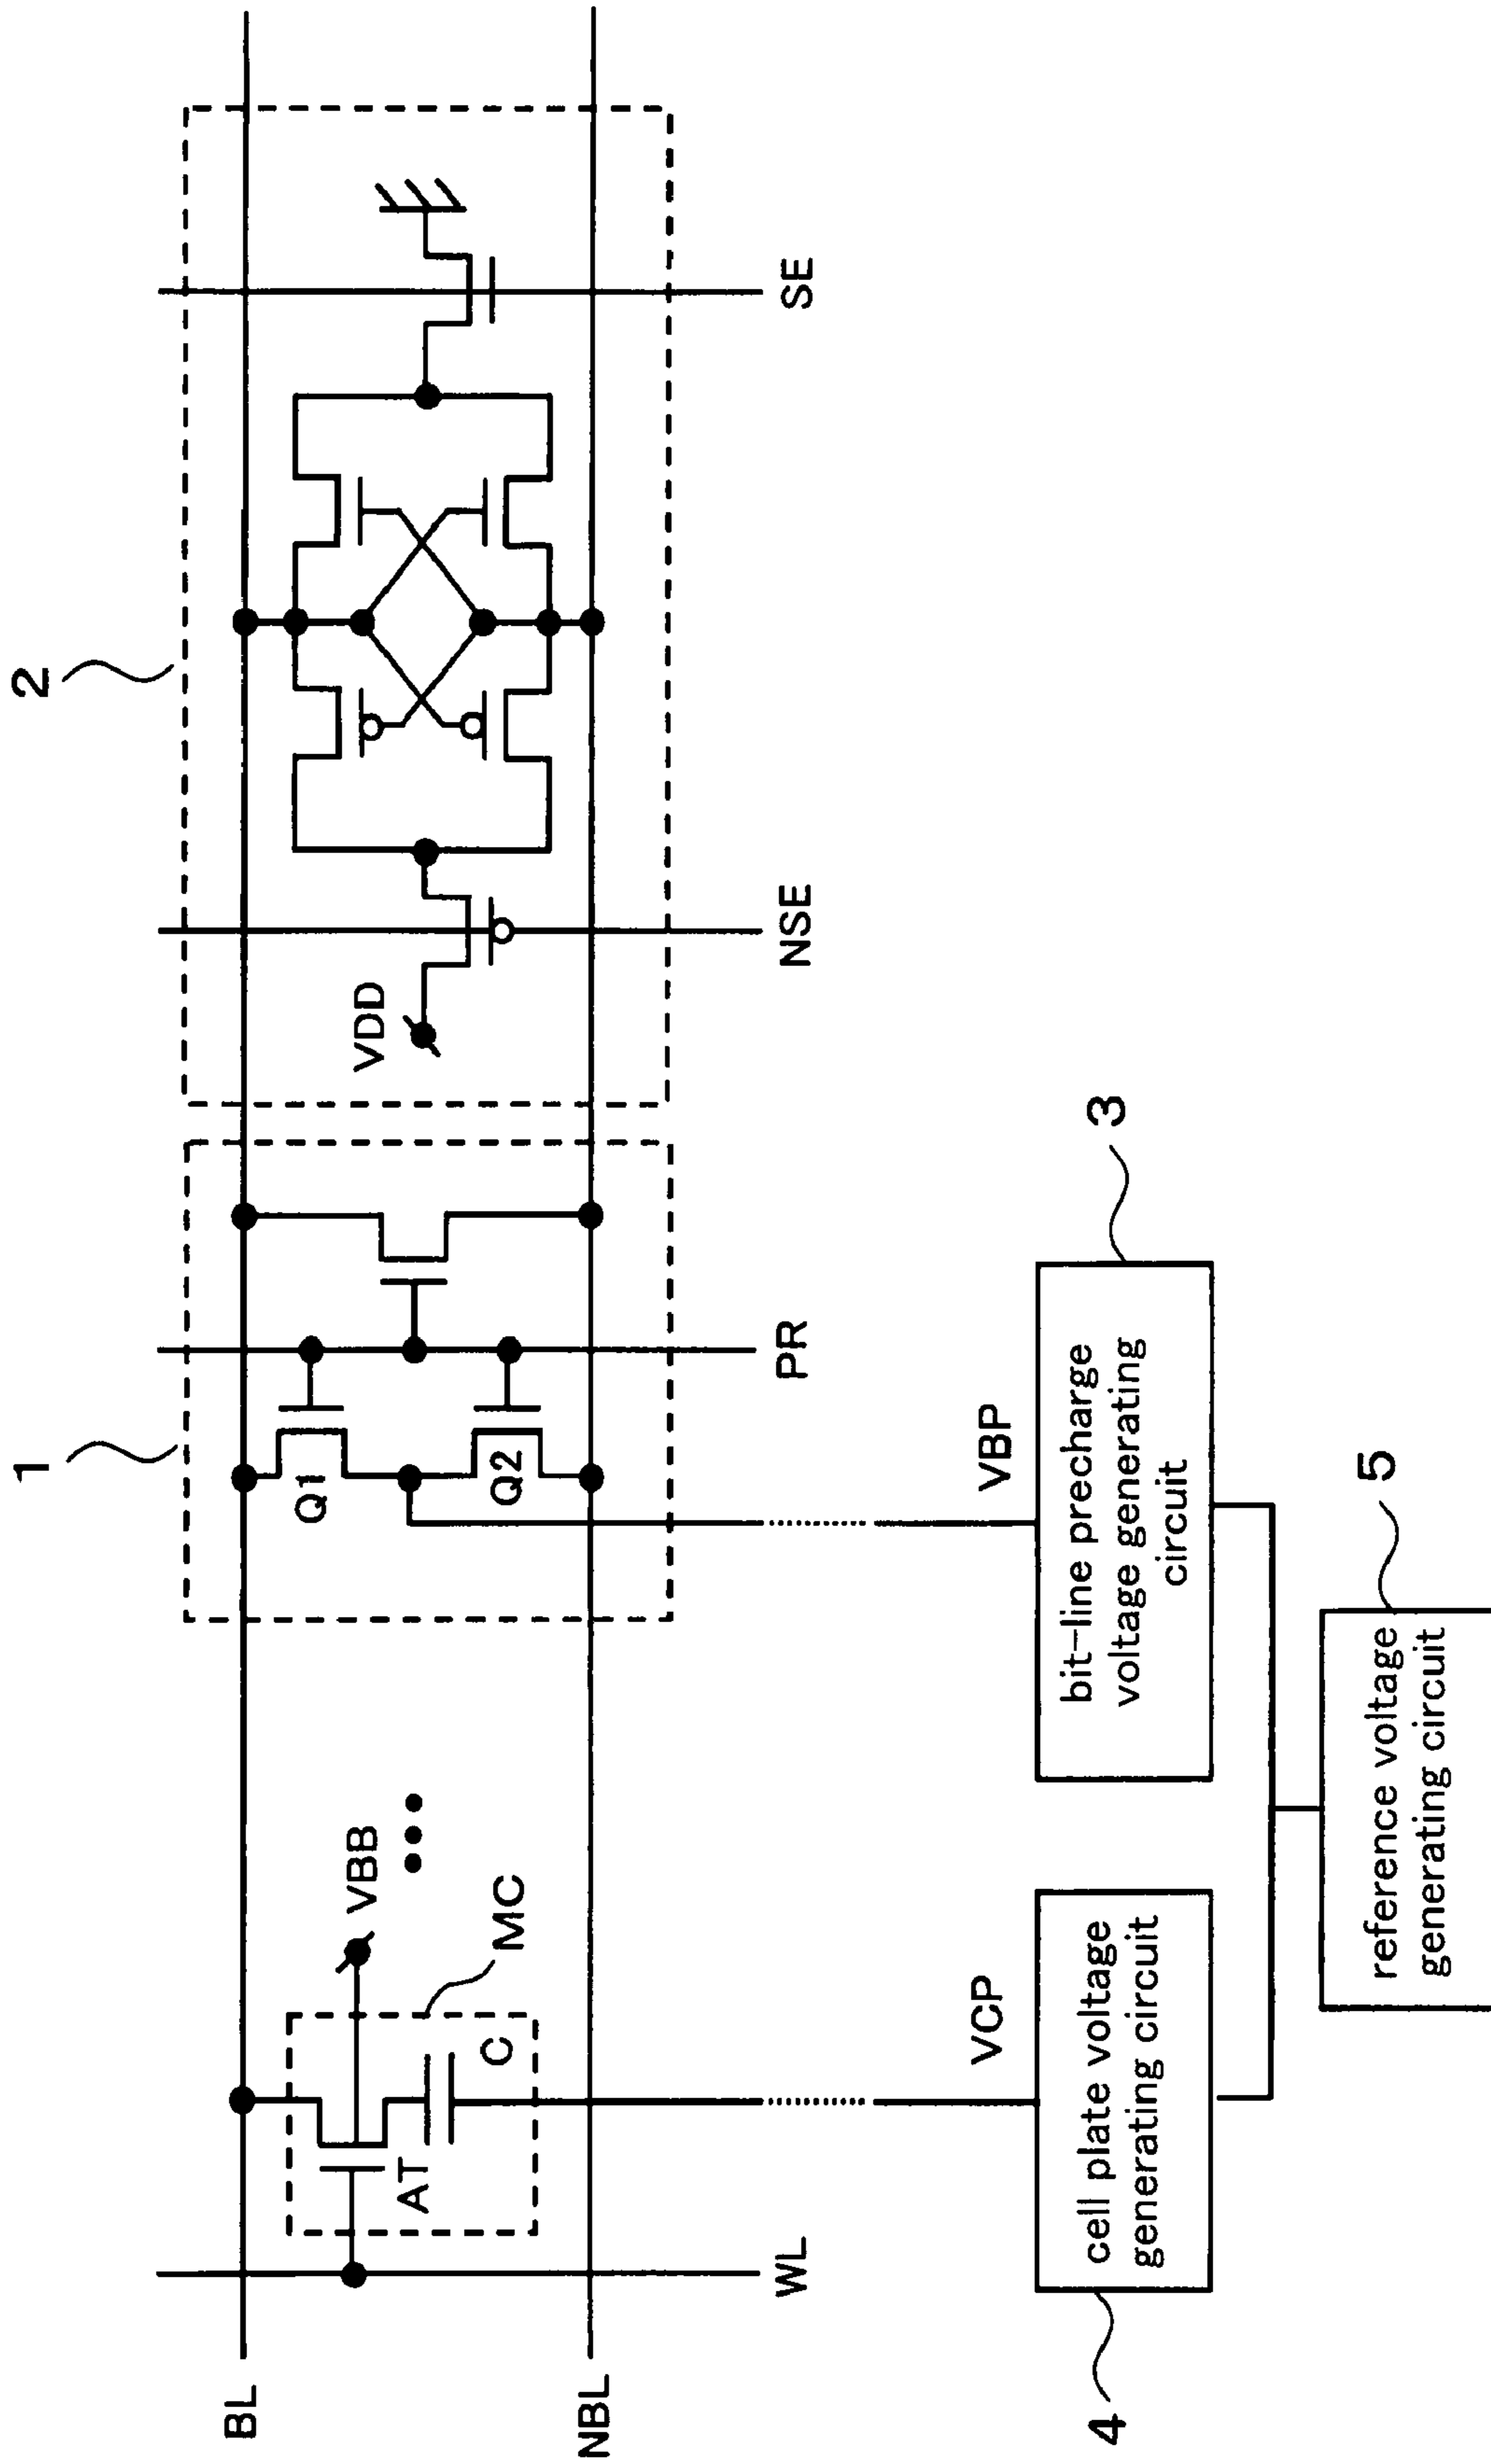 2
1
SE
NSE
VDD
PR
Q1
Q2
BL
NBL
WL
AT
C
VBB
MC
VCP
VBP
3
bit-line precharge
voltage generating
circuit
4
cell plate voltage
generating circuit
5
reference voltage
generating circuit